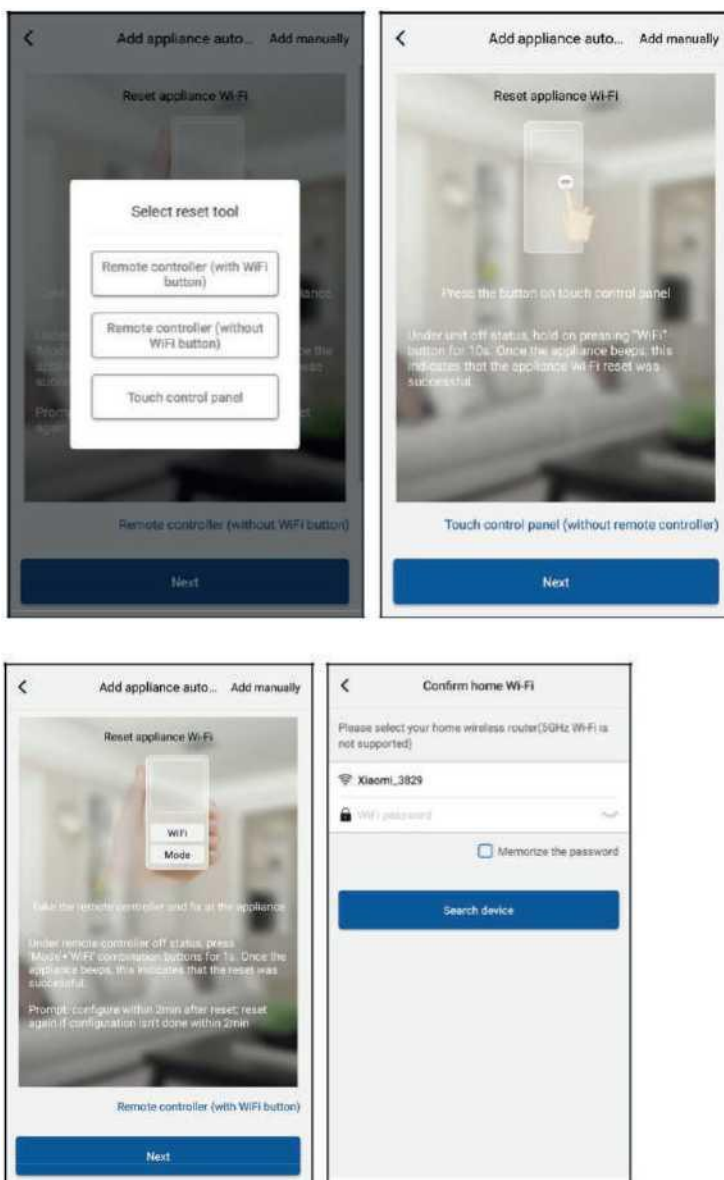 Add appliance auto... Add manually
Reset appliance Wi-Fi
Select reset tool
Remote controller (with WiFi
button)
Remote controller (without
WiFi button)
Touch control panel
Remote controller (without WiFi button)
Next
Add appliance auto... Add manually
Reset appliance Wi-Fi
Press the button on touch control panel
Under unit off status, hold on pressing "WiFi"
button for 10s. Once the appliance beeps, this
indicates that the appliance Wi-Fi reset was
successful.
Touch control panel (without remote controller)
Next
Add appliance auto... Add manually
Reset appliance Wi-Fi
WiFi
Mode
Take the remote controller and fix at the appliance
Under remote controller off status, press
"Mode+WiFi" combination buttons for 1s. Once the
appliance beeps, this indicates that the reset was
successful.
Prompt: configure within 2min after reset; reset
again if configuration isn't done within 2min
Remote controller (with WiFi button)
Next
Confirm home Wi-Fi
Please select your home wireless router(5GHz Wi-Fi is
not supported)
Xiaomi_3829
WiFi password
Memorize the password
Search device